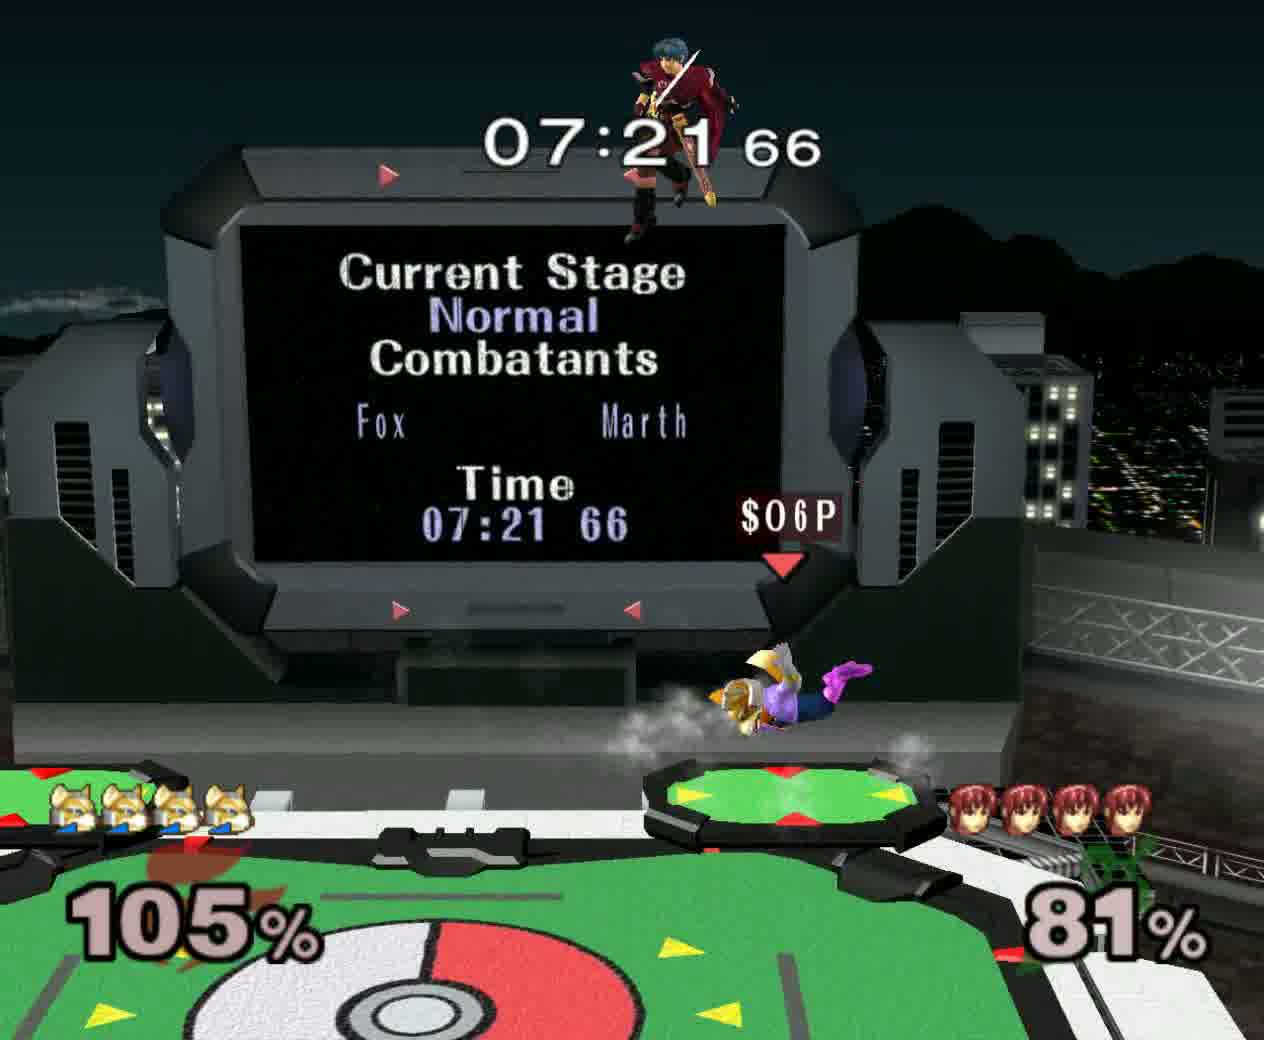 07:21 66
Current Stage
Normal
Combatants
Fox Marth
Time
07:21 66
$06P
105%
81%